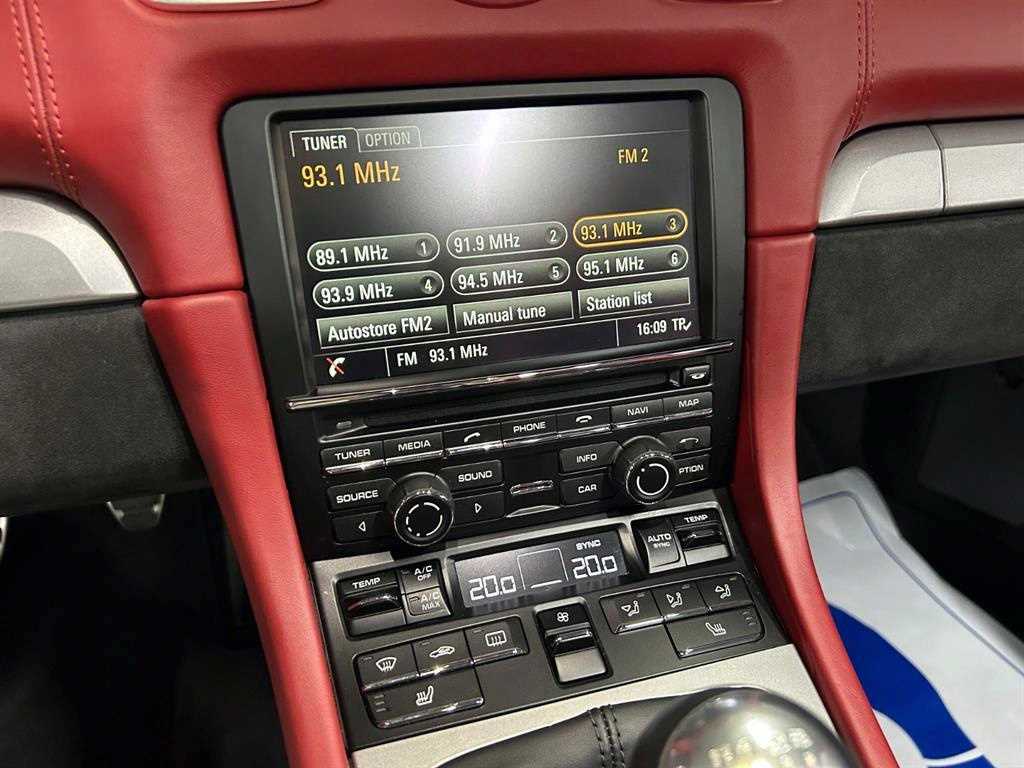 TUNER OPTION
93.1 MHz FM 2
89.1 MHz 1 91.9 MHz 2 93.1 MHz 3
93.9 MHz 4 94.5 MHz 5 95.1 MHz 6
Autostore FM2 Manual tune Station list
FM 93.1 MHz 16:09 TP
TUNER MEDIA PHONE NAVI MAP
SOURCE SOUND INFO
CAR PTION
TEMP A/C OFF SYNC AUTO SYNC TEMP
A/C MAX 20.0 20.0